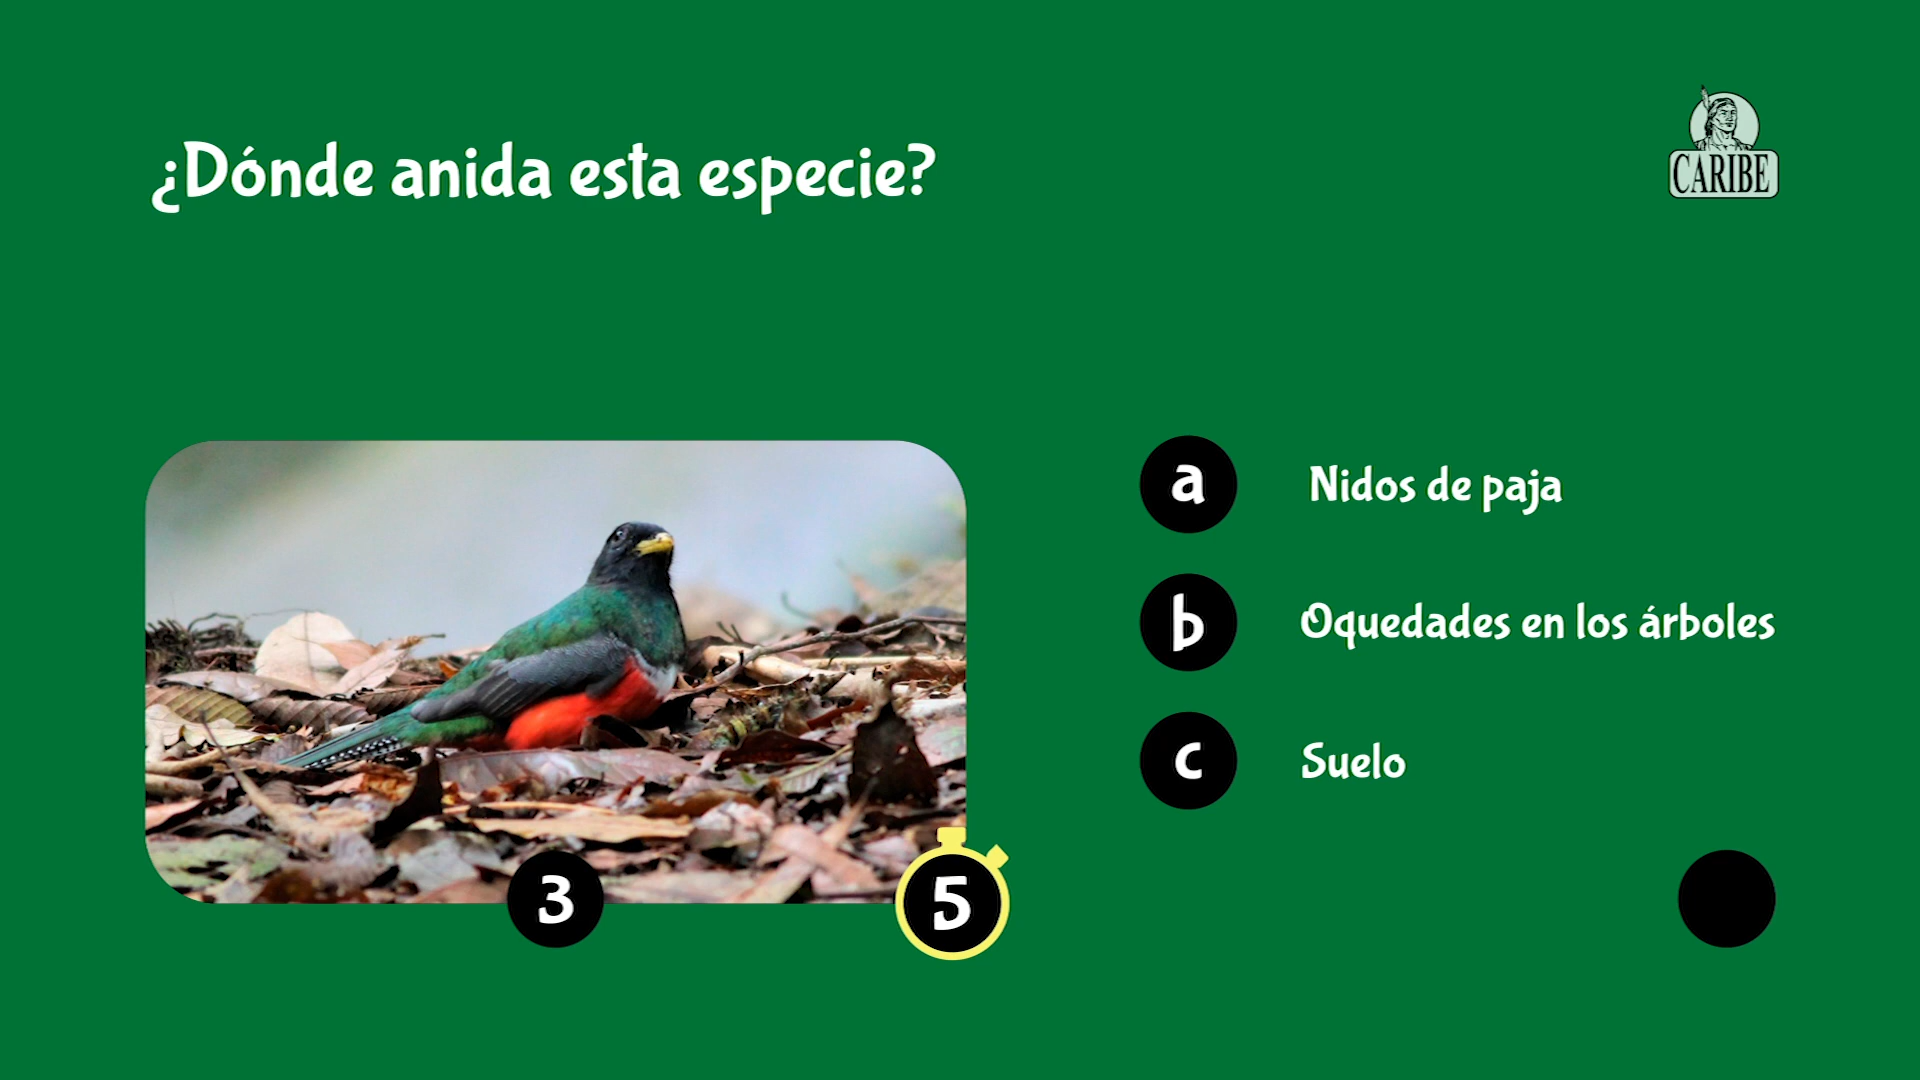 ¿Dónde anida esta especie?
CARIBE
a Nidos de paja
b Oquedades en los árboles
c Suelo
3
5